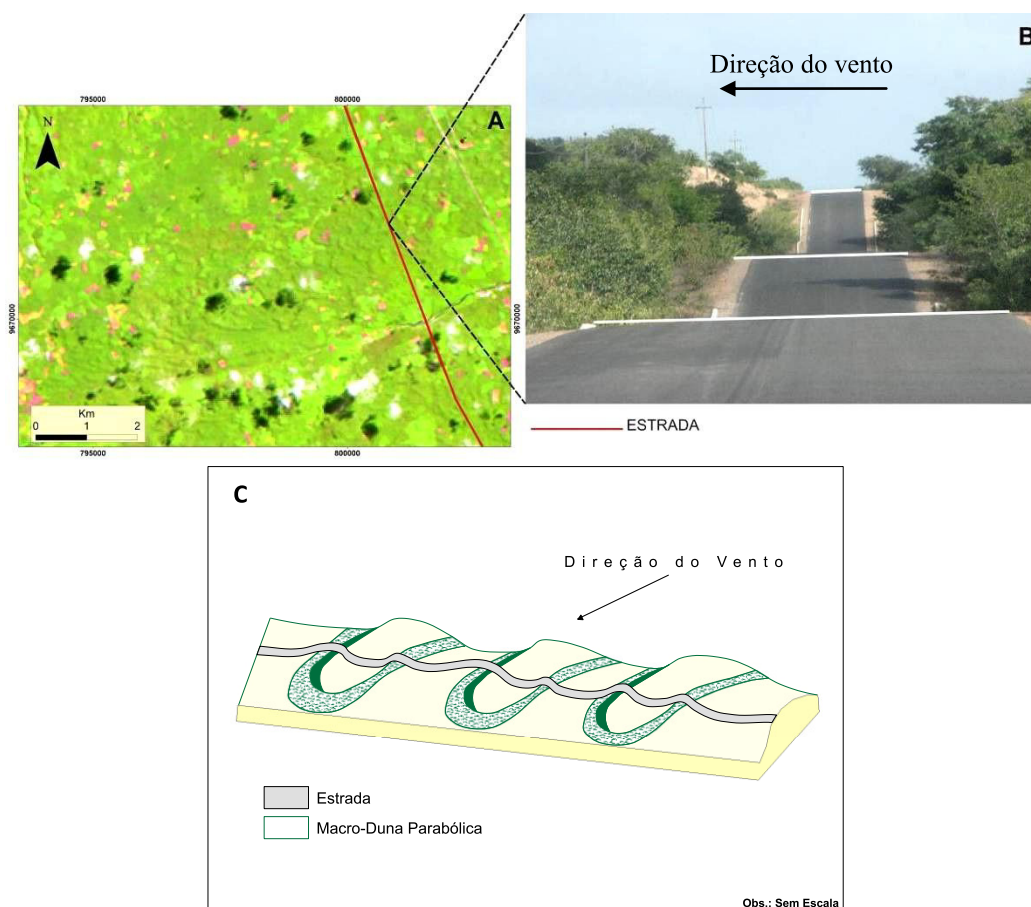 795000
800000
N
A
9670000
9670000
Km
0 1 2
795000
800000
B
Direção do vento
ESTRADA
C
Direção do Vento
Estrada
Macro-Duna Parabólica
Obs.: Sem Escala